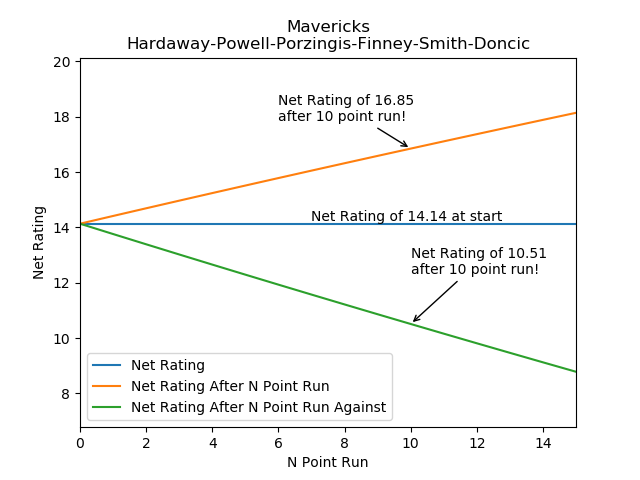 Mavericks
Hardaway-Powell-Porzingis-Finney-Smith-Doncic
20
18
16
14
12
10
8
Net Rating
Net Rating of 16.85
after 10 point run!
Net Rating of 14.14 at start
Net Rating of 10.51
after 10 point run!
Net Rating
Net Rating After N Point Run
Net Rating After N Point Run Against
0
2
4
6
8
10
12
14
N Point Run